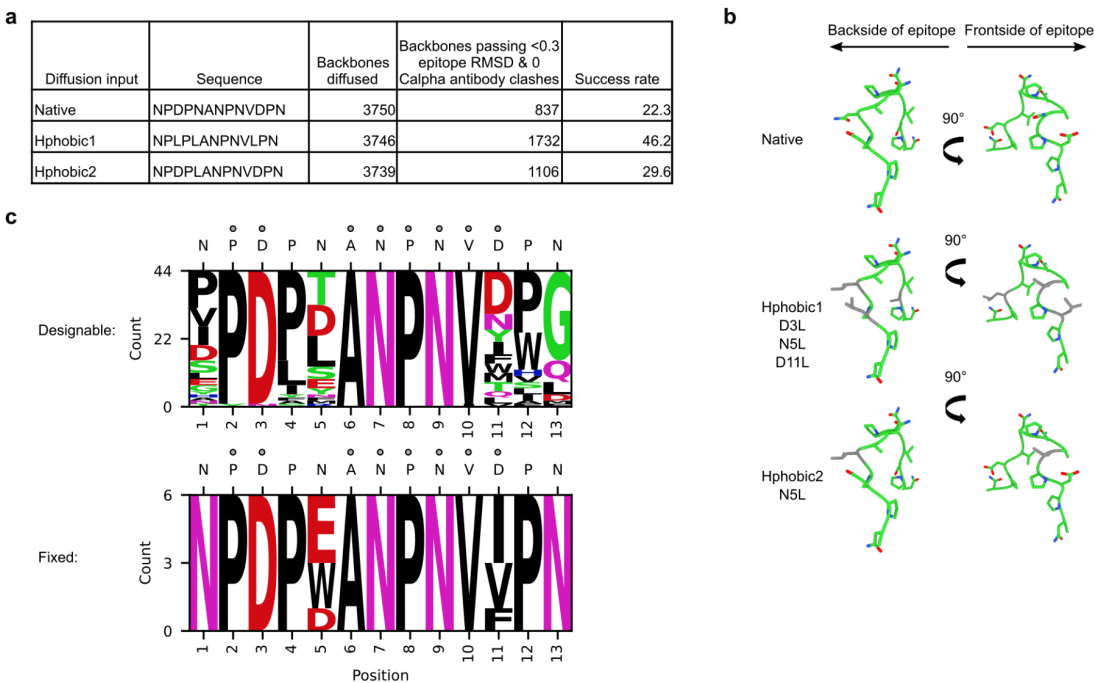 a
Diffusion input Sequence Backbones diffused Backbones passing <0.3 epitope RMSD & 0 Calpha antibody clashes Success rate
Native NPDPNANPNVDPN 3750 837 22.3
Hphobic1 NPLPLANPNVLPN 3746 1732 46.2
Hphobic2 NPDPLANPNVDPN 3739 1106 29.6
b
Backside of epitope Frontside of epitope
Native
90°
Hphobic1
D3L
N5L
D11L
90°
Hphobic2
N5L
90°
c
N P D P N A N P N V D P N
Designable:
Count
44
22
0
P V I D S L E G
P
D
P L I
T D L S E Y
A
N
P
N
V
D N Y I F W M T Q
P W
G Q
1 2 3 4 5 6 7 8 9 10 11 12 13
N P D P N A N P N V D P N
Fixed:
Count
6
3
0
N P D P E A N P N V I P N
W V
D F
1 2 3 4 5 6 7 8 9 10 11 12 13
Position